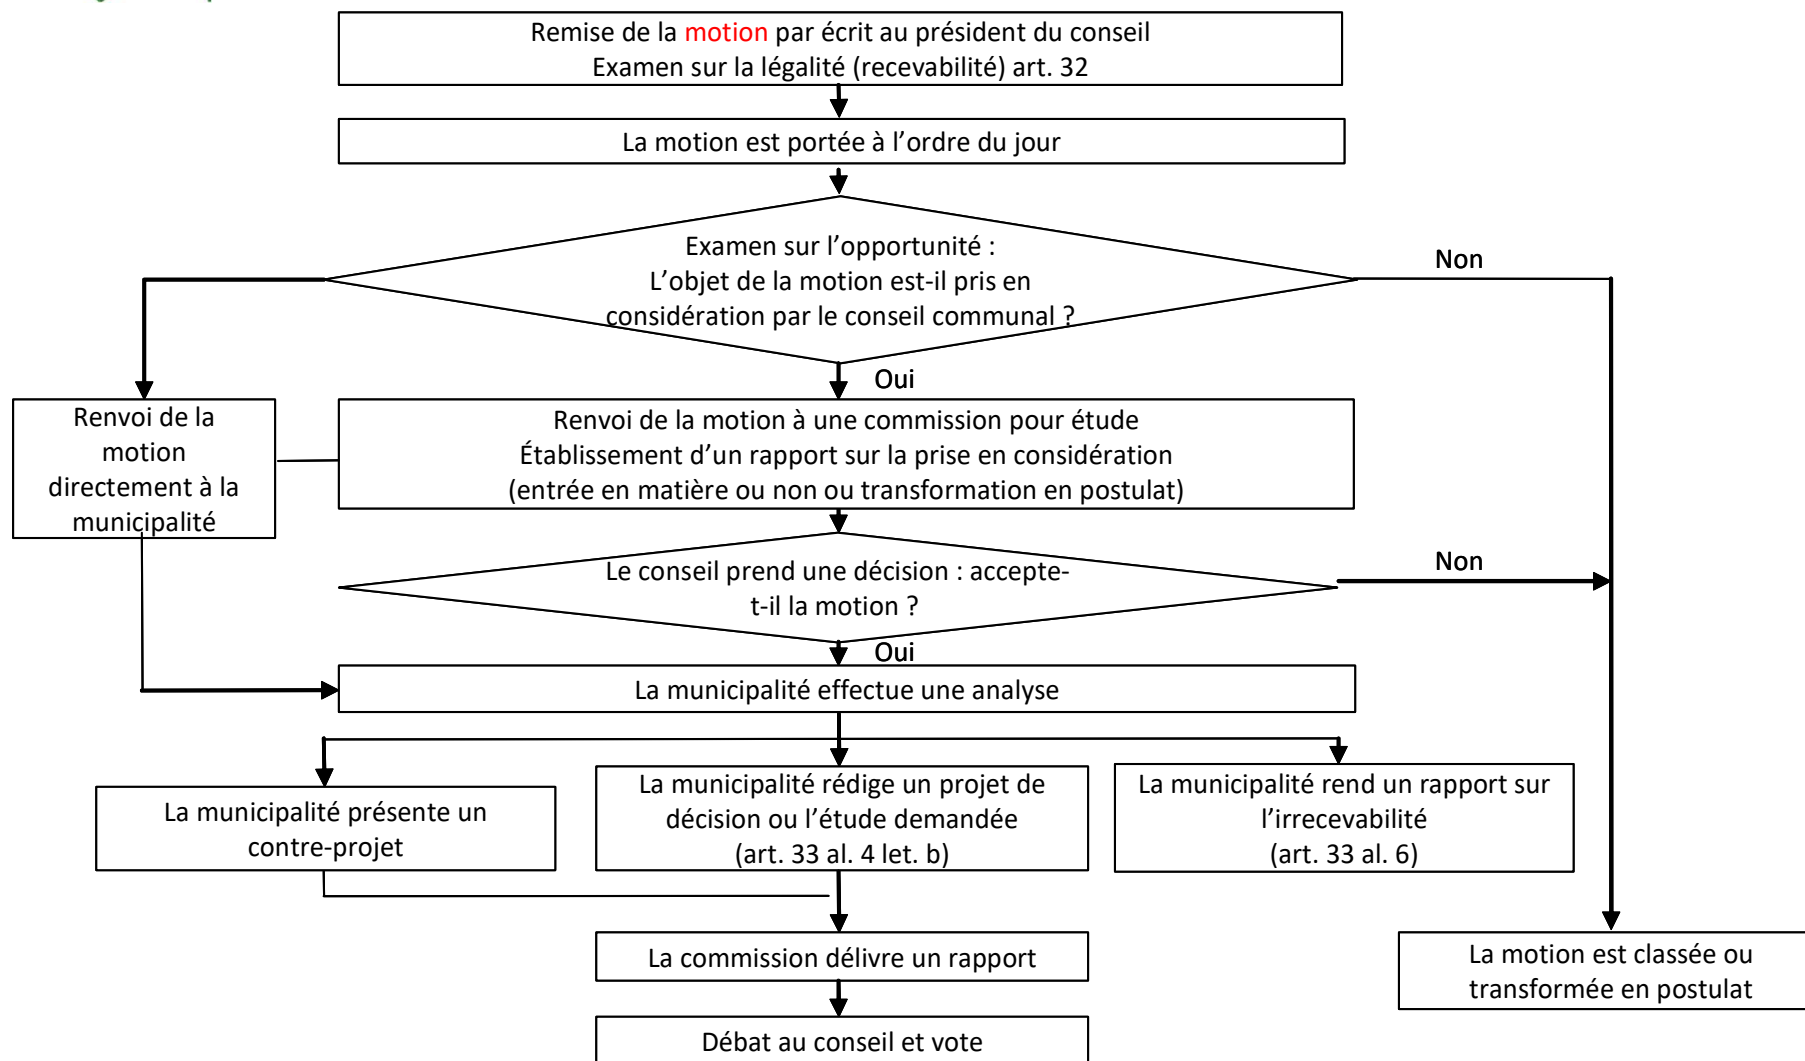 Remise de la motion par écrit au président du conseil
Examen sur la légalité (recevabilité) art. 32
La motion est portée à l’ordre du jour
Examen sur l’opportunité :
L’objet de la motion est-il pris en
considération par le conseil communal ?
Non
Oui
Renvoi de la
motion
directement à la
municipalité
Renvoi de la motion à une commission pour étude
Établissement d’un rapport sur la prise en considération
(entrée en matière ou non ou transformation en postulat)
Le conseil prend une décision : accepte-
t-il la motion ?
Non
Oui
La municipalité effectue une analyse
La municipalité présente un
contre-projet
La municipalité rédige un projet de
décision ou l’étude demandée
(art. 33 al. 4 let. b)
La municipalité rend un rapport sur
l’irrecevabilité
(art. 33 al. 6)
La commission délivre un rapport
La motion est classée ou
transformée en postulat
Débat au conseil et vote